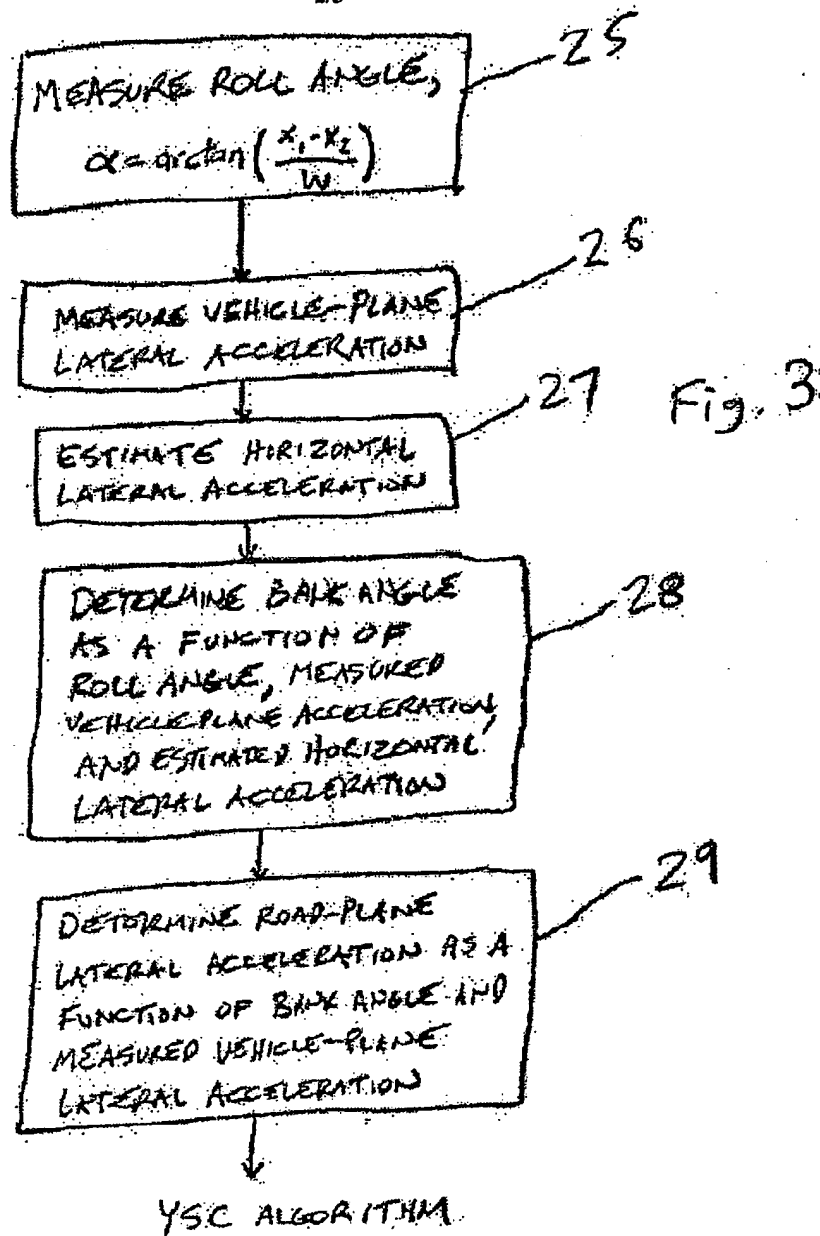 25
MEASURE ROLL ANGLE,
α = arctan ( (x₁ - x₂) / W )
26
MEASURE VEHICLE-PLANE
LATERAL ACCELERATION
27
ESTIMATE HORIZONTAL
LATERAL ACCELERATION
Fig. 3
28
DETERMINE BANK ANGLE
AS A FUNCTION OF
ROLL ANGLE, MEASURED
VEHICLE PLANE ACCELERATION,
AND ESTIMATED HORIZONTAL
LATERAL ACCELERATION
29
DETERMINE ROAD-PLANE
LATERAL ACCELERATION AS A
FUNCTION OF BANK ANGLE AND
MEASURED VEHICLE-PLANE
LATERAL ACCELERATION
YSC ALGORITHM